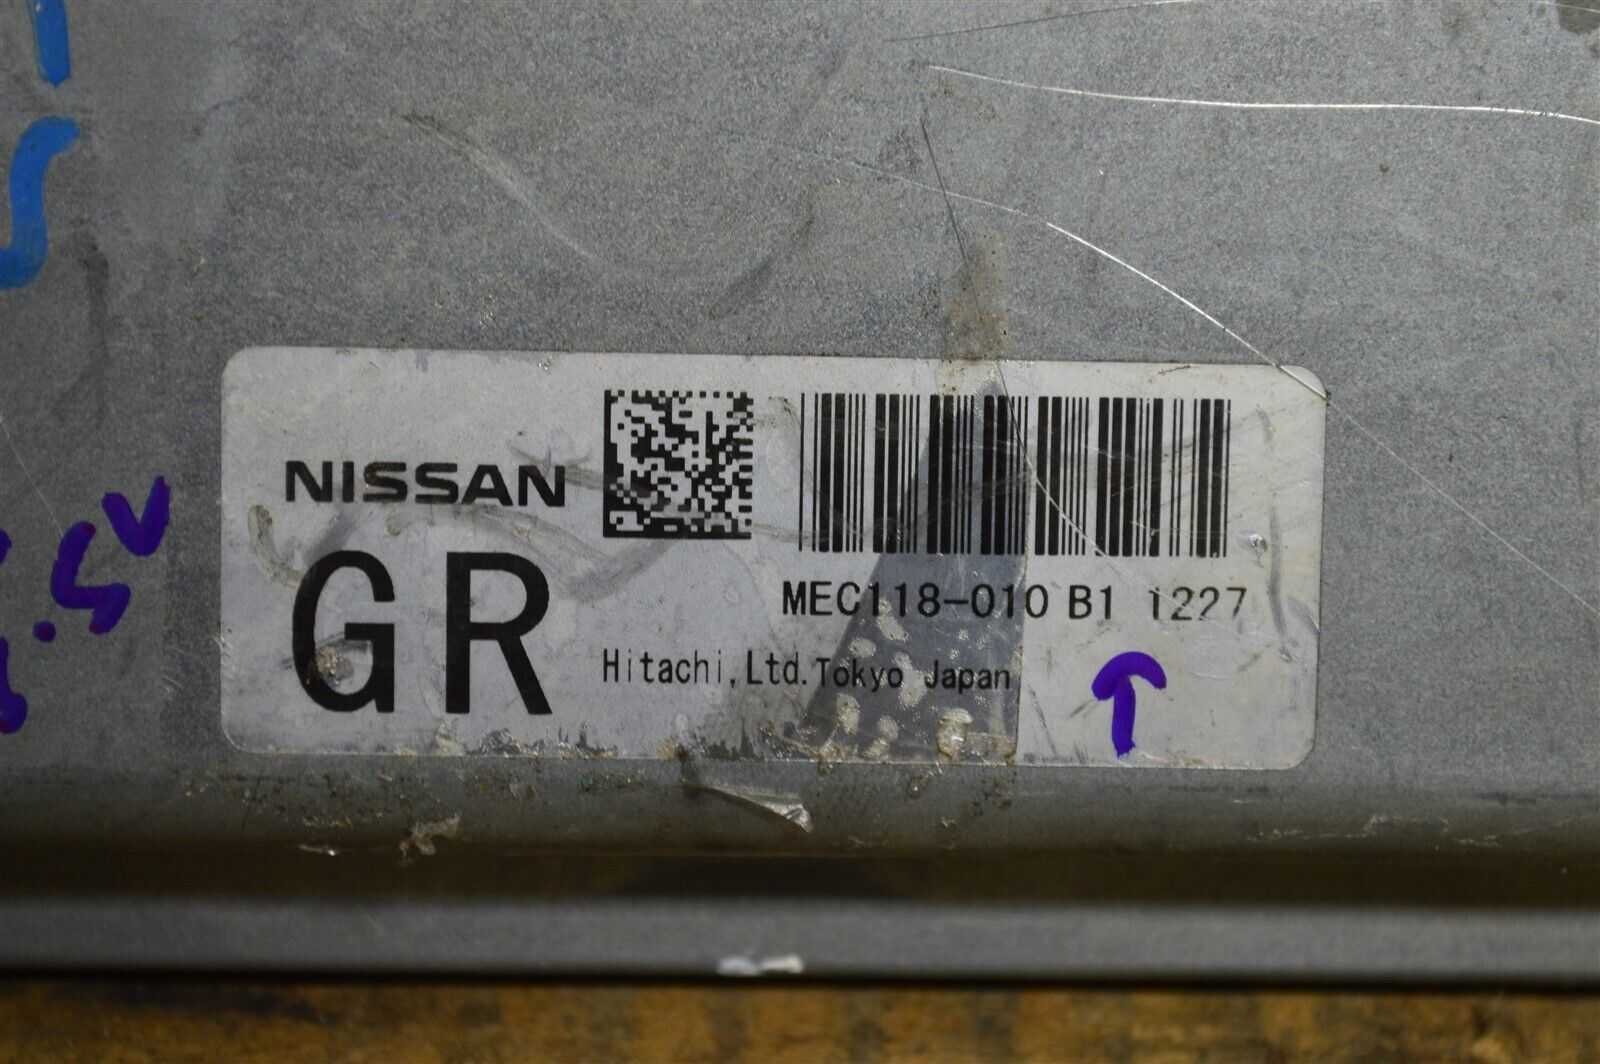 NISSAN
GR
MEC118-010 B1 1227
Hitachi,Ltd.Tokyo Japan